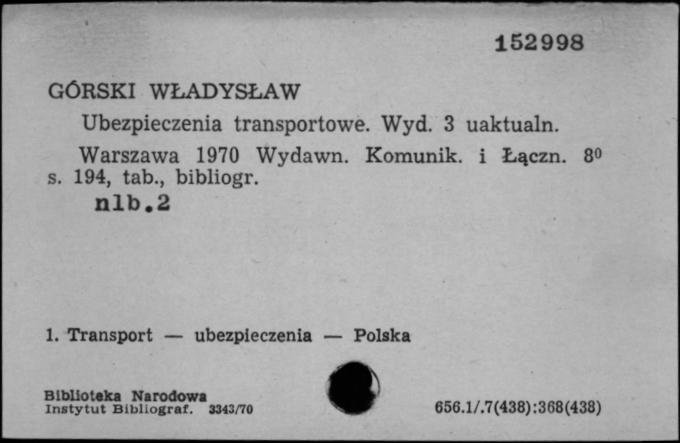 152998
GÓRSKI WŁADYSŁAW
Ubezpieczenia transportowe. Wyd. 3 uaktualn.
Warszawa 1970 Wydawn. Komunik. i Łączn. 8⁰
s. 194, tab., bibliogr.
nlb.2
1. Transport — ubezpieczenia — Polska
Biblioteka Narodowa
Instytut Bibliograf. 3343/70
656.1/.7(438):368(438)